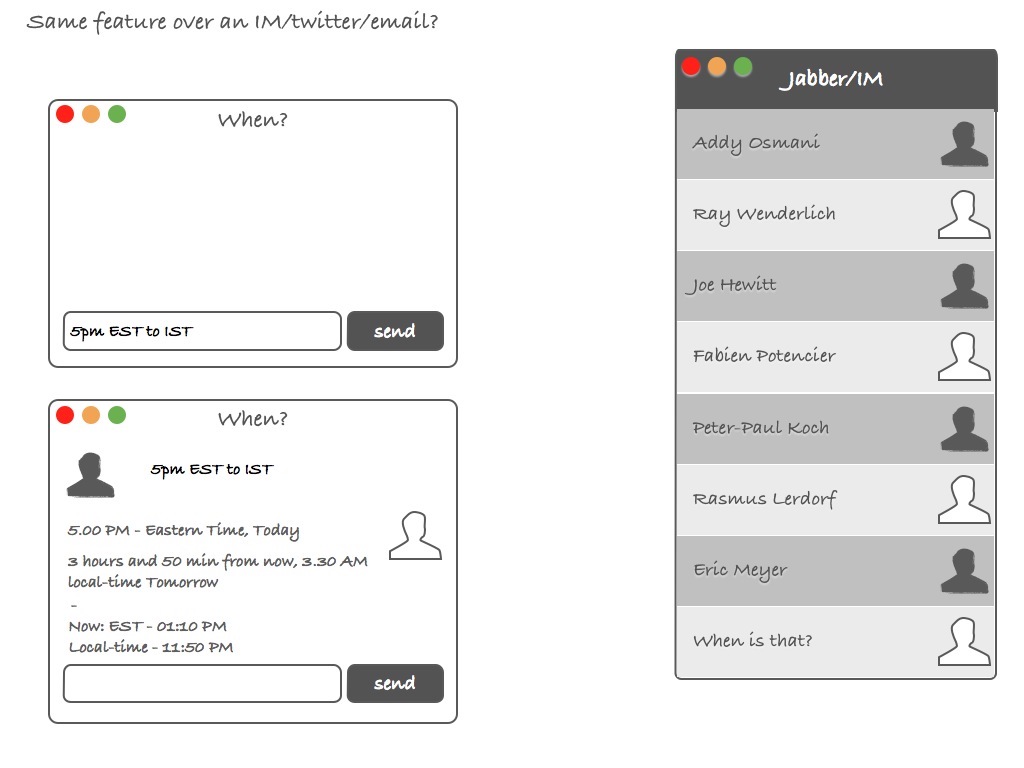 Same feature over an IM/twitter/email?
When?
5pm EST to IST
send
When?
5pm EST to IST
5.00 PM - Eastern Time, Today
3 hours and 50 min from now, 3.30 AM
local-time Tomorrow
-
Now: EST - 01:10 PM
Local-time - 11:50 PM
send
Jabber/IM
Addy Osmani
Ray Wenderlich
Joe Hewitt
Fabien Potencier
Peter-Paul Koch
Rasmus Lerdorf
Eric Meyer
When is that?